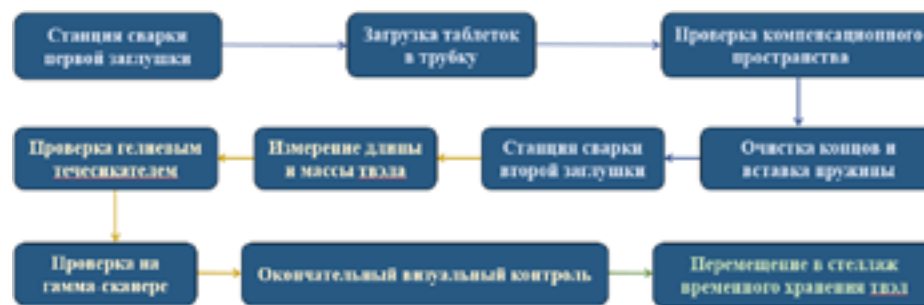 Станция сварки
первой заглушки
Загрузка таблеток
в трубку
Проверка компенсационного
пространства
Очистка концов и
вставка пружины
Станция сварки
второй заглушки
Измерение длины
и массы твэла
Проверка гелиевым
течесикателем
Проверка на
гамма-сканере
Окончательный визуальный контроль
Перемещение в стеллаж
временного хранения твэл